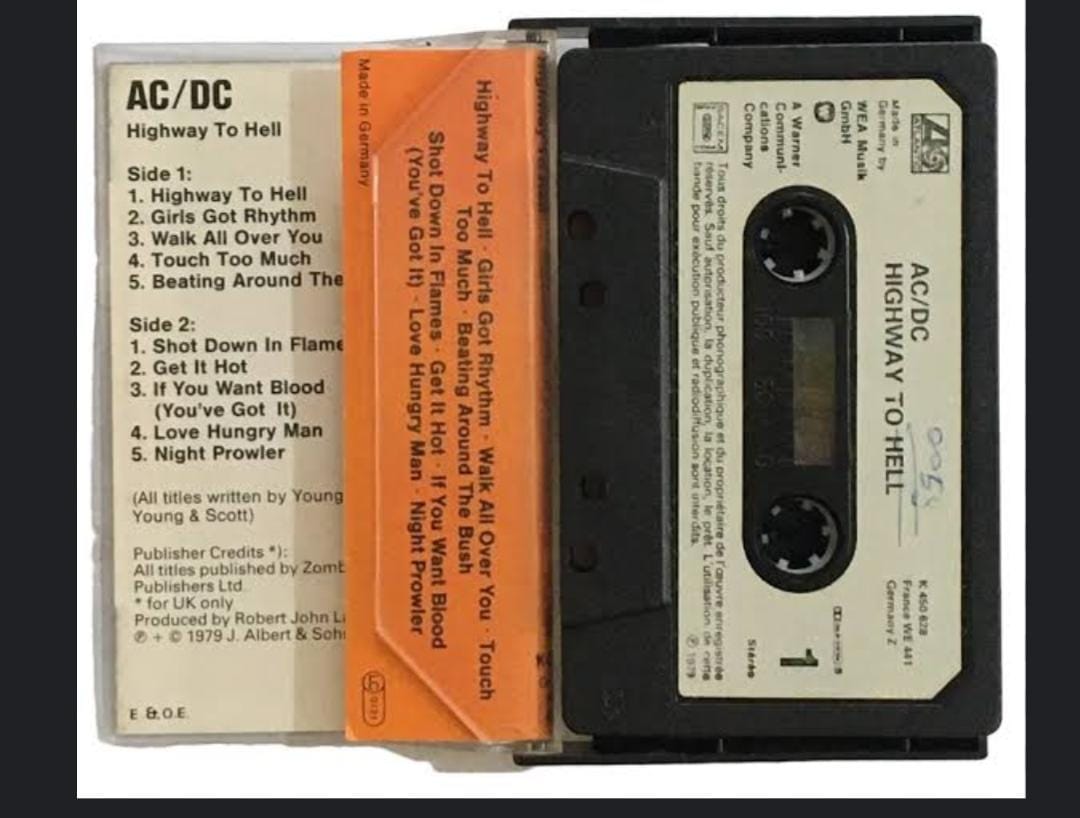 AC/DC
Highway To Hell
Side 1:
1. Highway To Hell
2. Girls Got Rhythm
3. Walk All Over You
4. Touch Too Much
5. Beating Around The
Side 2:
1. Shot Down In Flame
2. Get It Hot
3. If You Want Blood
(You've Got It)
4. Love Hungry Man
5. Night Prowler
(All titles written by Young
Young & Scott)
Publisher Credits *):
All titles published by Zomb
Publishers Ltd.
* for UK only
Produced by Robert John L
℗ + © 1979 J. Albert & Soh
E. & O.E.
Made in Germany
Highway To Hell · Girls Got Rhythm · Walk All Over You · Touch
Too Much · Beating Around The Bush
Shot Down In Flames · Get It Hot · If You Want Blood
(You've Got It) · Love Hungry Man · Night Prowler
ATLANTIC
Made in
Germany by
WEA Musik
GmbH
A Warner
Communi-
cations
Company
AC/DC
HIGHWAY TO HELL
K 450 628
France WE 441
Germany Z
1
Stéréo
SACEM
Tous droits du producteur phonographique et du propriétaire de l'œuvre enregistrée
réservés. Sauf autorisation, la duplication, la location, le prêt. L'utilisation de cette
bande pour exécution publique et radiodiffusion sont interdits.
℗ 1979